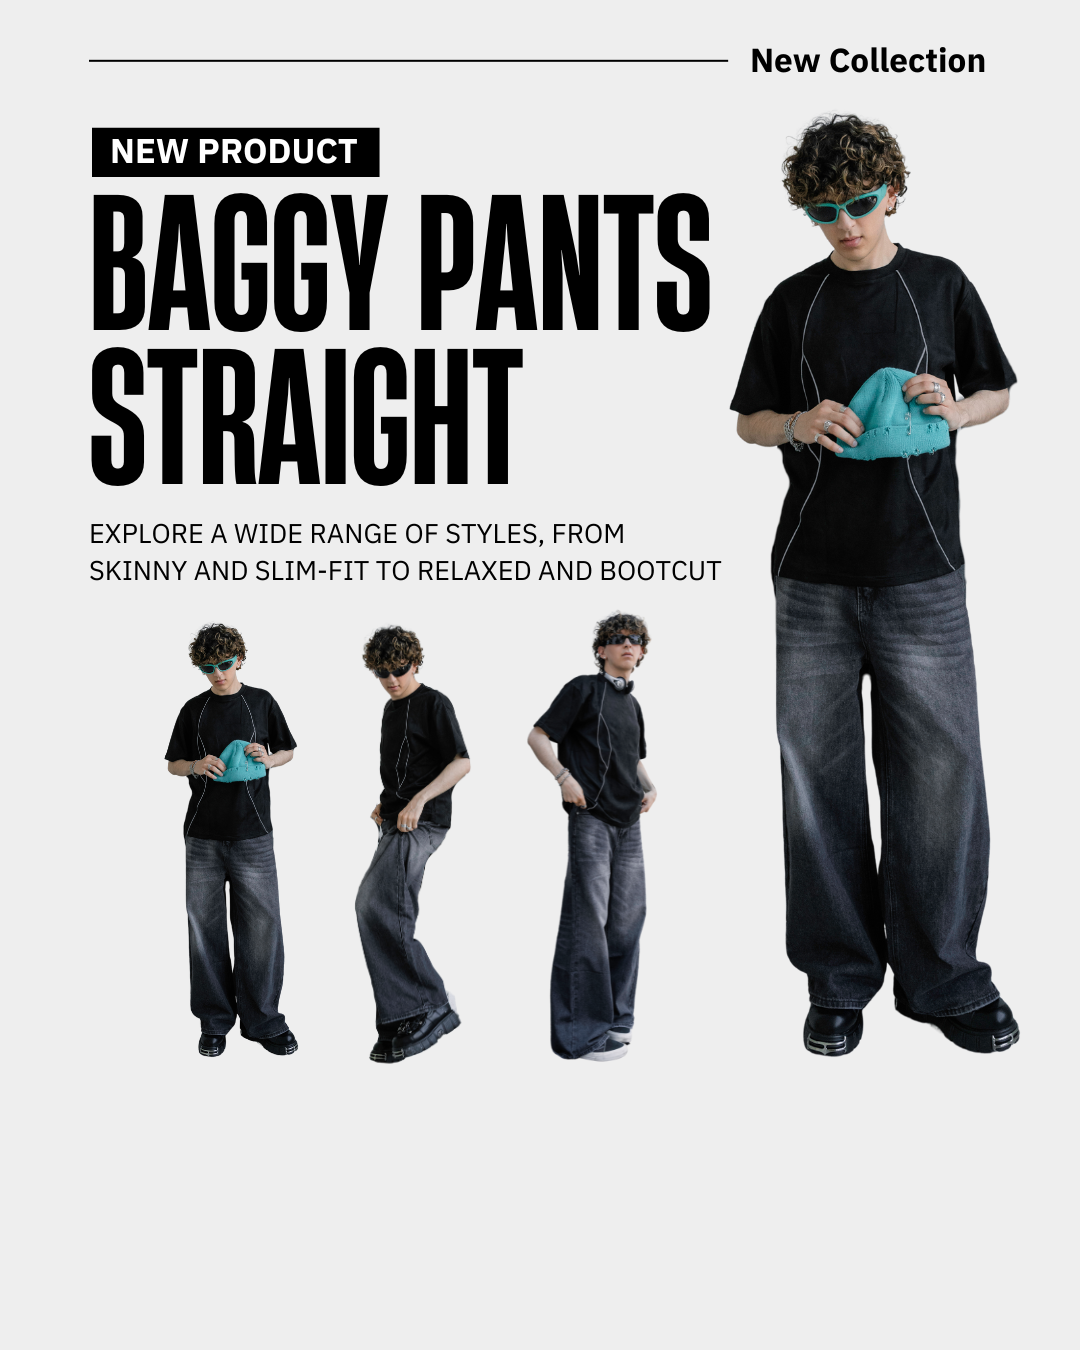 New Collection
NEW PRODUCT
BAGGY PANTS
STRAIGHT
EXPLORE A WIDE RANGE OF STYLES, FROM
SKINNY AND SLIM-FIT TO RELAXED AND BOOTCUT